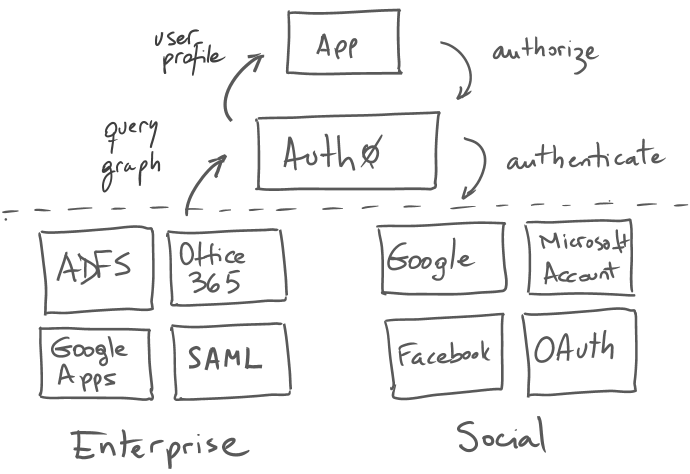 user
profile
App
authorize
query
graph
Auth0
authenticate
ADFS
Office
365
Google
Microsoft
Account
Google
Apps
SAML
Facebook
OAuth
Enterprise
Social